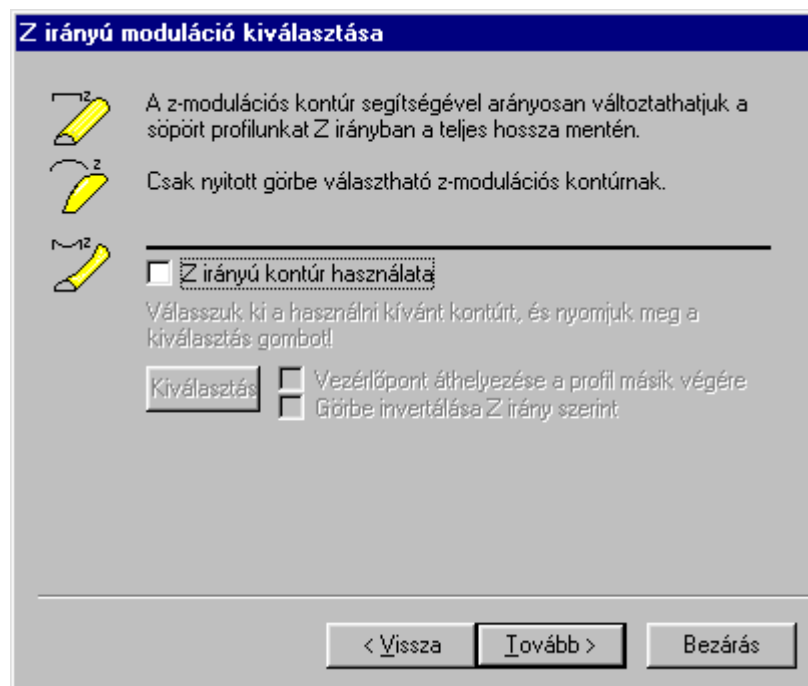 Z irányú moduláció kiválasztása
z
A z-modulációs kontúr segítségével arányosan változtathatjuk a
söpört profilunkat Z irányban a teljes hossza mentén.
z
Csak nyitott görbe választható z-modulációs kontúrnak.
z
Z irányú kontúr használata
Válasszuk ki a használni kívánt kontúrt, és nyomjuk meg a
kiválasztás gombot!
Kiválasztás
Vezérlőpont áthelyezése a profil másik végére
Görbe invertálása Z irány szerint
< Vissza
Tovább >
Bezárás